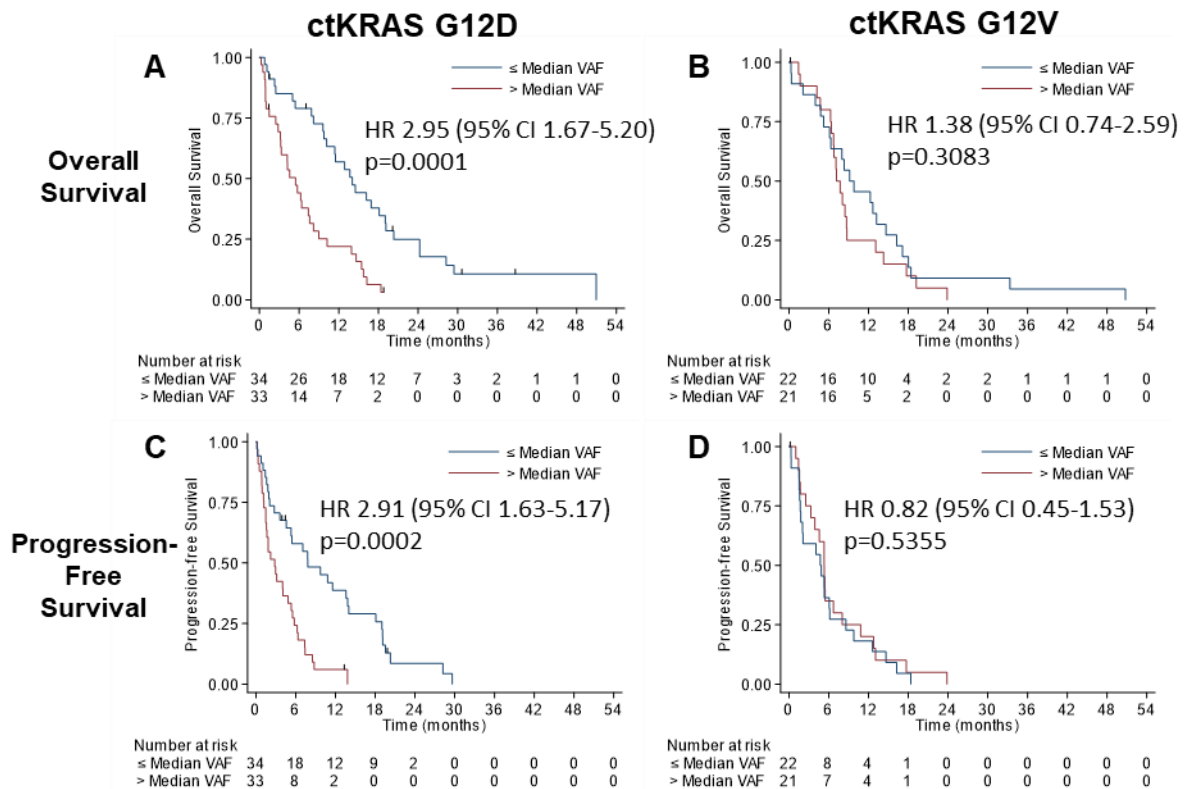 ctKRAS G12D
ctKRAS G12V
Overall
Survival
A
≤ Median VAF
> Median VAF
HR 2.95 (95% CI 1.67-5.20)
p=0.0001
Overall Survival
1.00
0.75
0.50
0.25
0.00
0 6 12 18 24 30 36 42 48 54
Time (months)
Number at risk
≤ Median VAF 34 26 18 12 7 3 2 1 1 0
> Median VAF 33 14 7 2 0 0 0 0 0 0
B
≤ Median VAF
> Median VAF
HR 1.38 (95% CI 0.74-2.59)
p=0.3083
Overall Survival
1.00
0.75
0.50
0.25
0.00
0 6 12 18 24 30 36 42 48 54
Time (months)
Number at risk
≤ Median VAF 22 16 10 4 2 2 1 1 1 0
> Median VAF 21 16 5 2 0 0 0 0 0 0
Progression-
Free
Survival
C
≤ Median VAF
> Median VAF
HR 2.91 (95% CI 1.63-5.17)
p=0.0002
Progression-free Survival
1.00
0.75
0.50
0.25
0.00
0 6 12 18 24 30 36 42 48 54
Time (months)
Number at risk
≤ Median VAF 34 18 12 9 2 0 0 0 0 0
> Median VAF 33 8 2 0 0 0 0 0 0 0
D
≤ Median VAF
> Median VAF
HR 0.82 (95% CI 0.45-1.53)
p=0.5355
Progression-free Survival
1.00
0.75
0.50
0.25
0.00
0 6 12 18 24 30 36 42 48 54
Time (months)
Number at risk
≤ Median VAF 22 8 4 1 0 0 0 0 0 0
> Median VAF 21 7 4 1 0 0 0 0 0 0